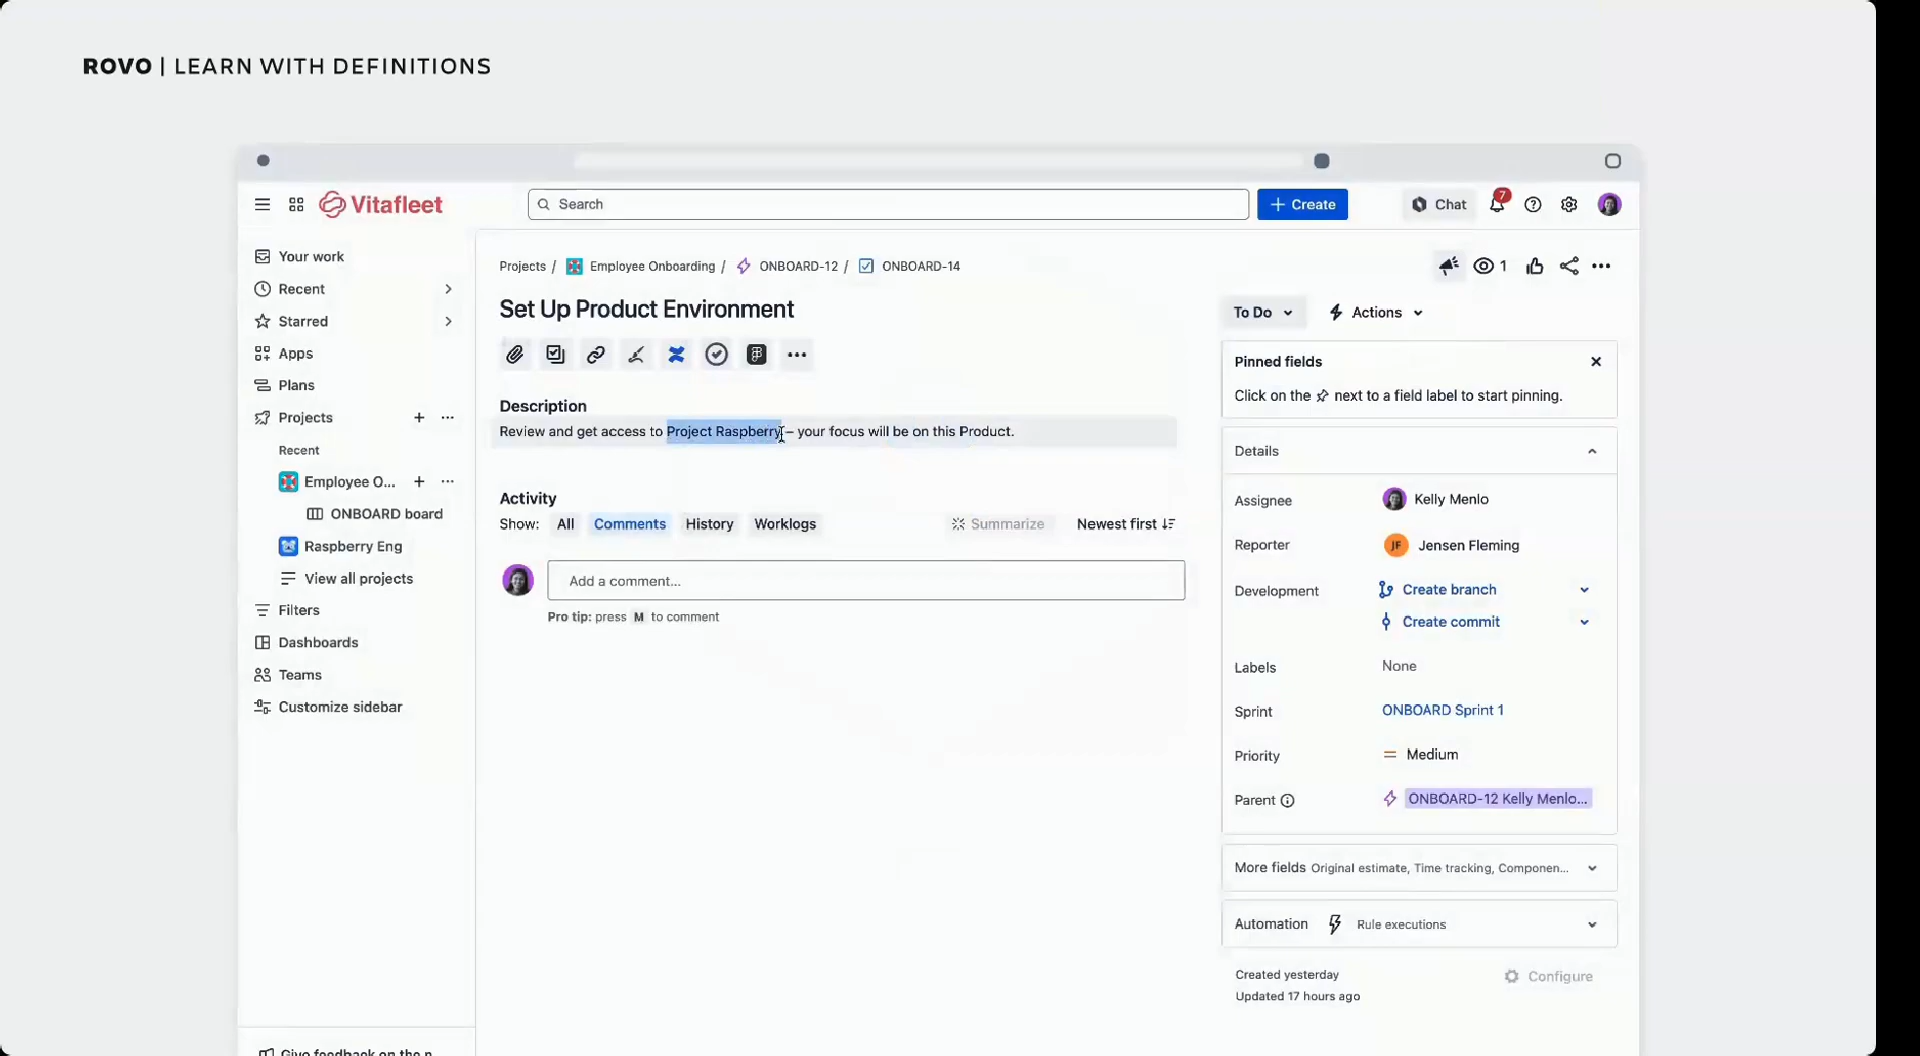 ROVO | LEARN WITH DEFINITIONS
Vitafleet
Search
+ Create
Chat
7
Your work
Recent
Starred
Apps
Plans
Projects
Recent
Employee O...
ONBOARD board
Raspberry Eng
View all projects
Filters
Dashboards
Teams
Customize sidebar
Give feedback on the n
Projects / Employee Onboarding / ONBOARD-12 / ONBOARD-14
1
Set Up Product Environment
Description
Review and get access to Project Raspberry – your focus will be on this Product.
Activity
Show: All Comments History Worklogs Summarize Newest first
Add a comment...
Pro tip: press M to comment
To Do Actions
Pinned fields
Click on the next to a field label to start pinning.
Details
Assignee Kelly Menlo
Reporter JF Jensen Fleming
Development Create branch
Create commit
Labels None
Sprint ONBOARD Sprint 1
Priority Medium
Parent ONBOARD-12 Kelly Menlo...
More fields Original estimate, Time tracking, Componen...
Automation Rule executions
Created yesterday Configure
Updated 17 hours ago